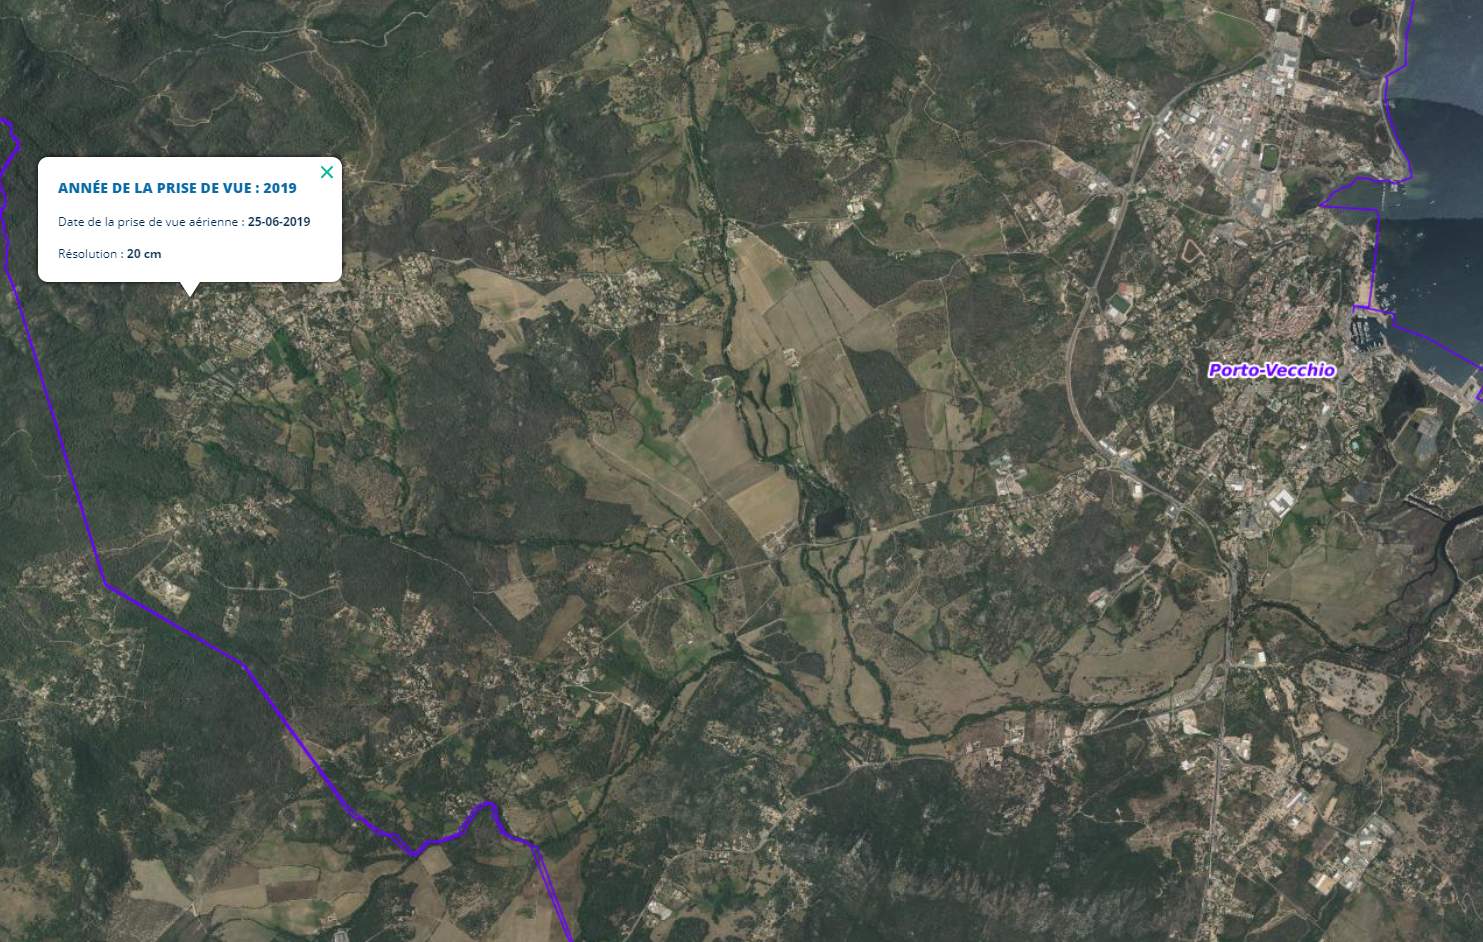 ANNÉE DE LA PRISE DE VUE : 2019
Date de la prise de vue aérienne : 25-06-2019
Résolution : 20 cm
Porto-Vecchio